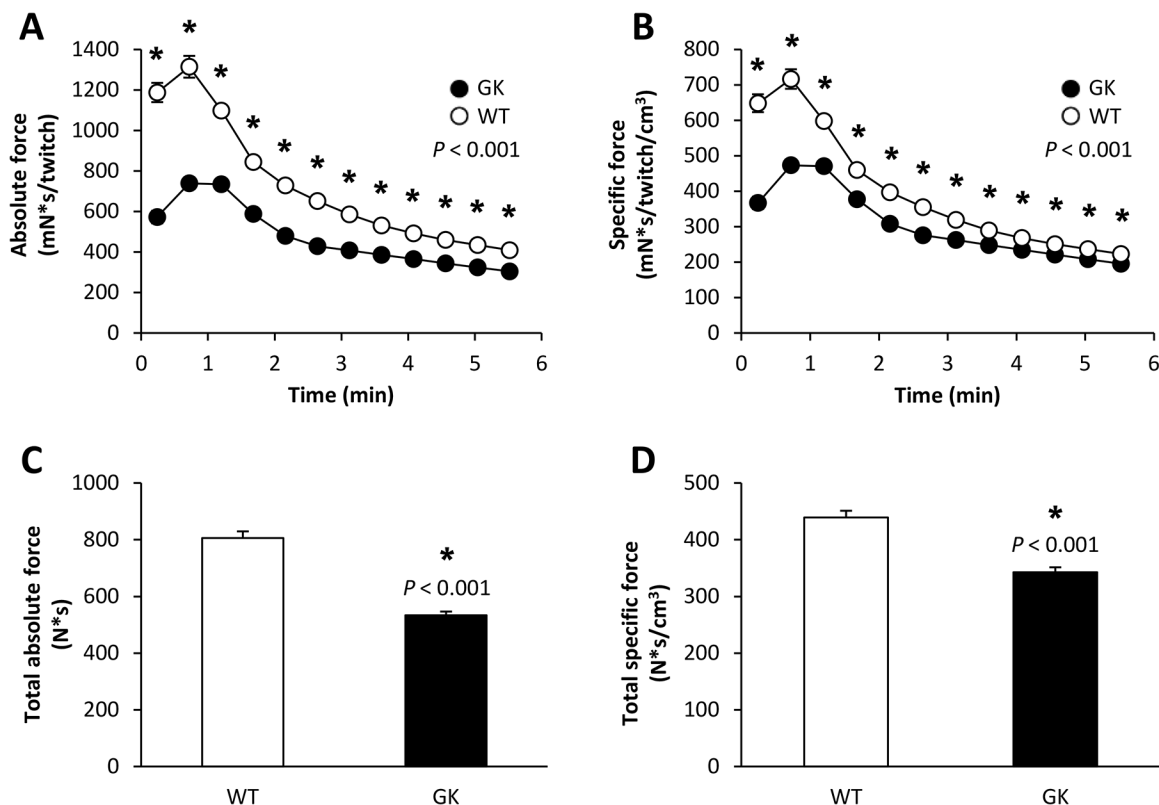 A
Absolute force
(mN*s/twitch)
1400
1200
1000
800
600
400
200
0
0 1 2 3 4 5 6
Time (min)
* * * * * * * * * * * *
GK
WT
P < 0.001
B
Specific force
(mN*s/twitch/cm³)
800
700
600
500
400
300
200
100
0
0 1 2 3 4 5 6
Time (min)
* * * * * * * * * * * *
GK
WT
P < 0.001
C
Total absolute force
(N*s)
1000
800
600
400
200
0
*
P < 0.001
WT GK
D
Total specific force
(N*s/cm³)
500
400
300
200
100
0
*
P < 0.001
WT GK